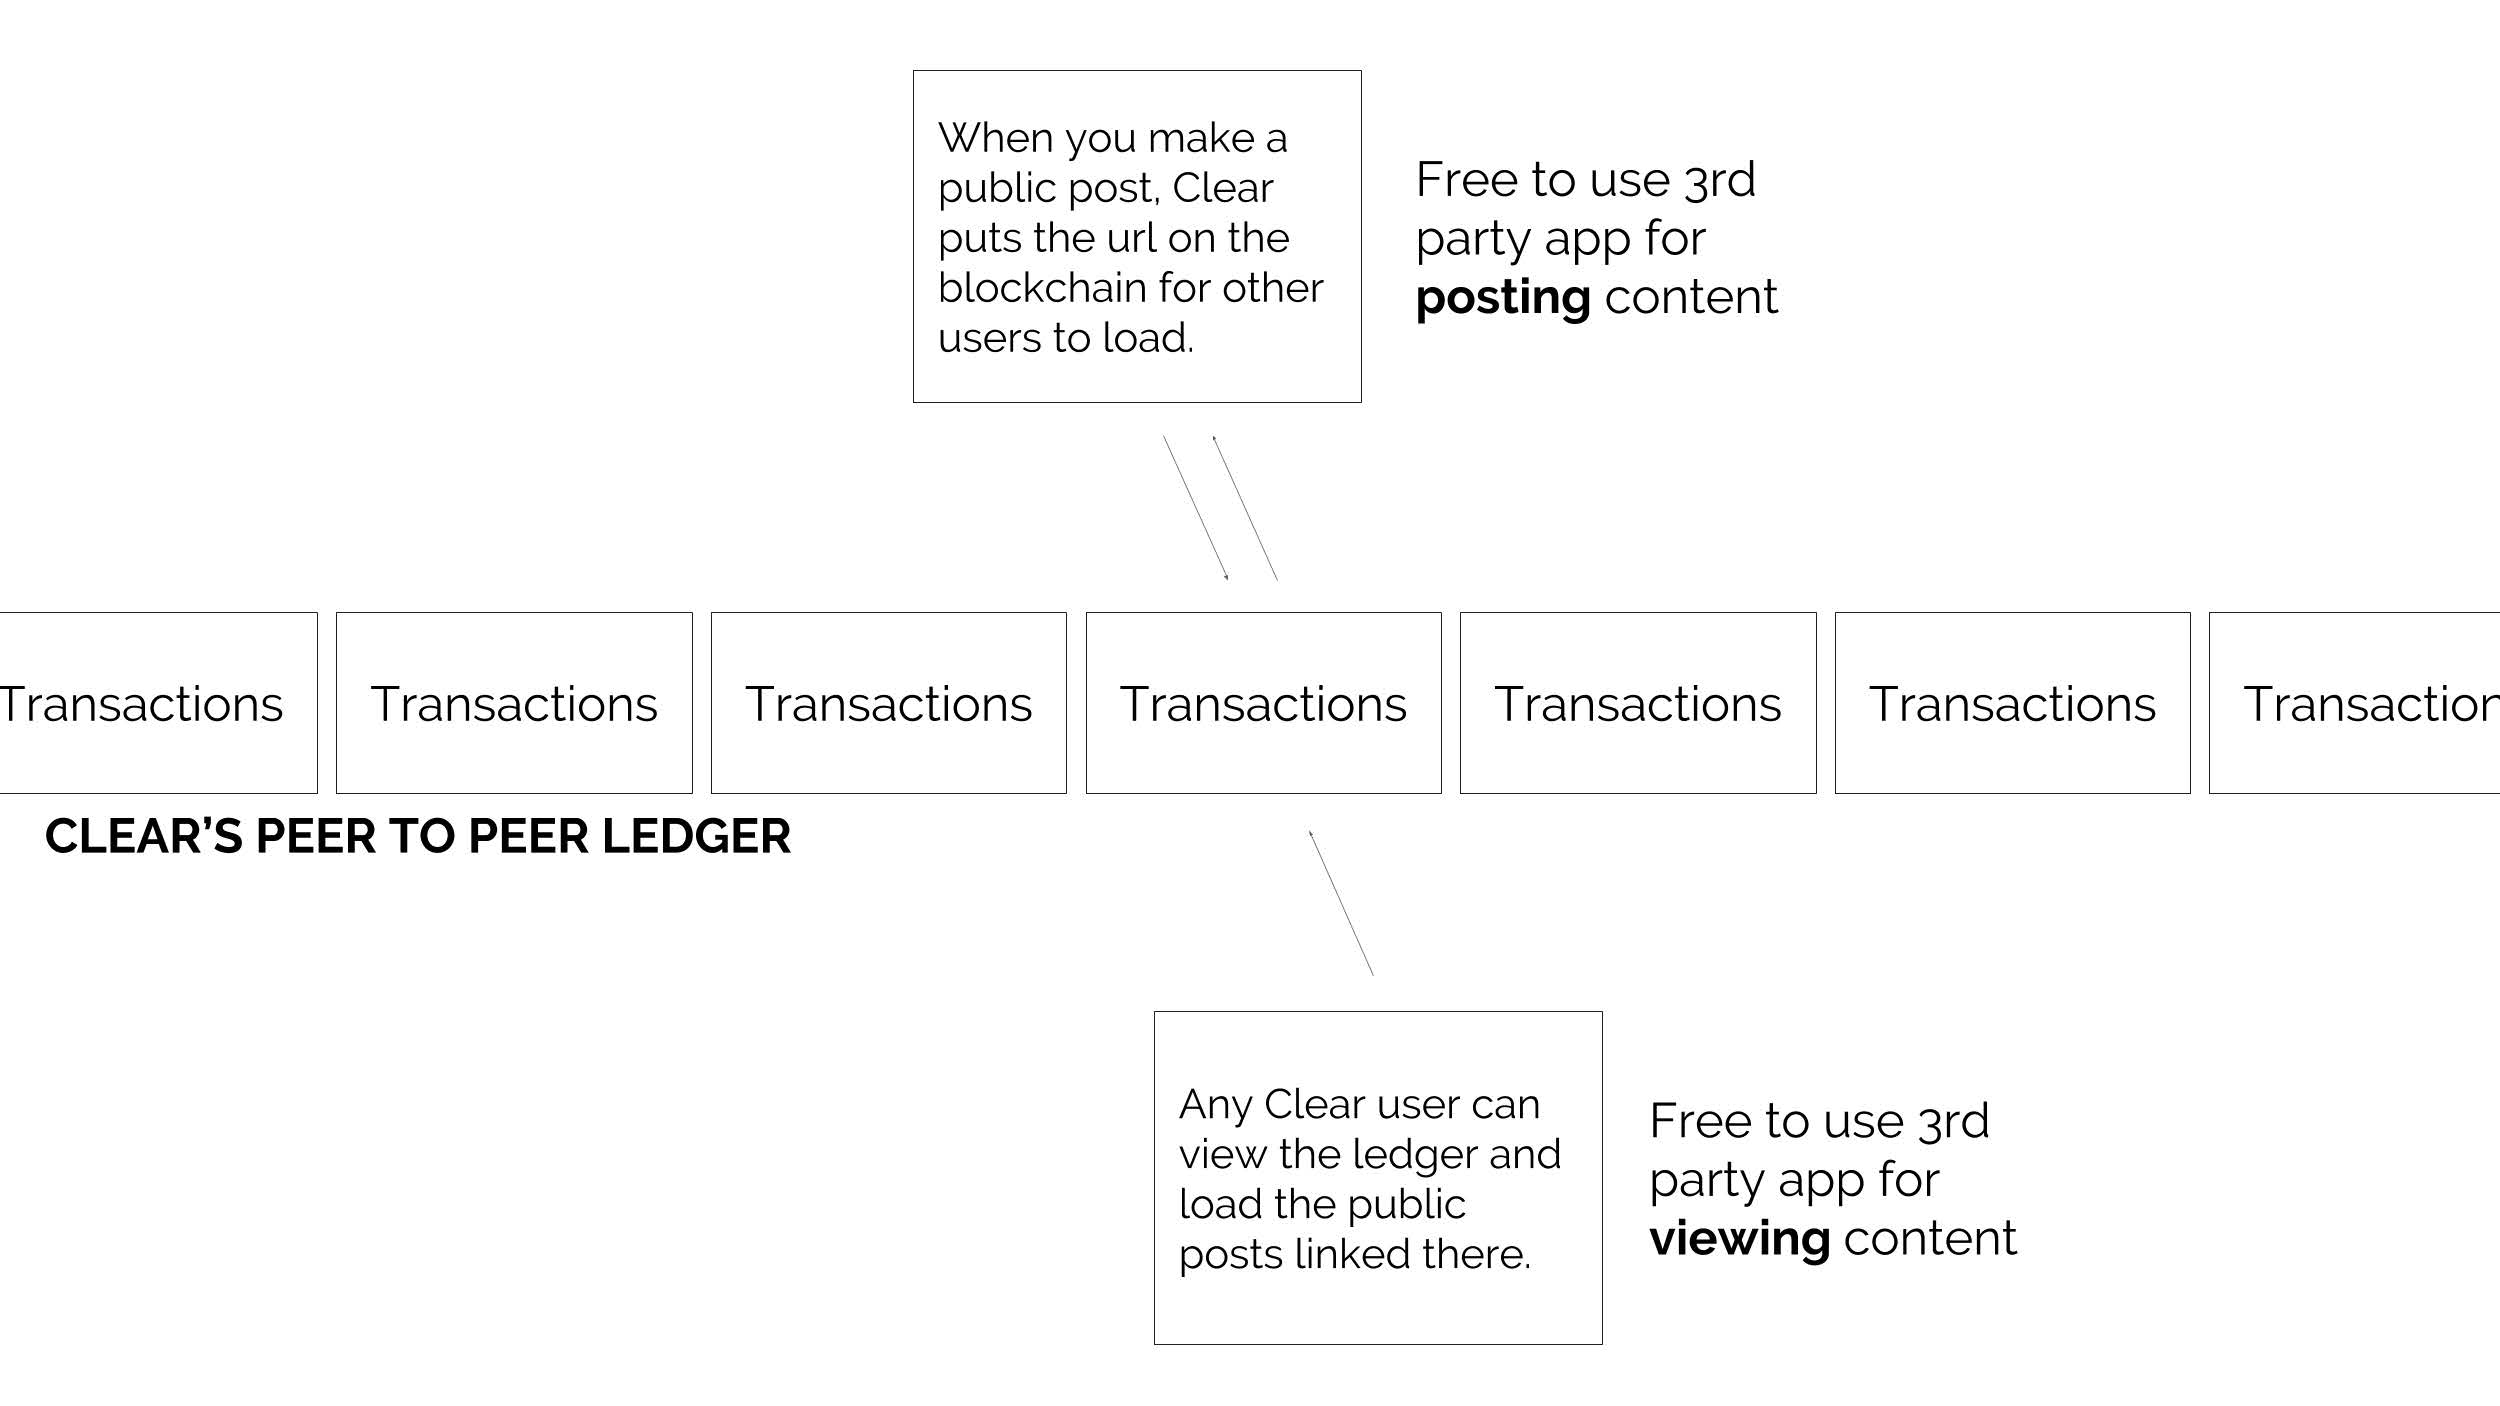 When you make a
public post, Clear
puts the url on the
blockchain for other
users to load.
Free to use 3rd
party app for
posting content
Transactions
Transactions
Transactions
Transactions
Transactions
Transactions
Transaction
CLEAR'S PEER TO PEER LEDGER
Any Clear user can
view the ledger and
load the public
posts linked there.
Free to use 3rd
party app for
viewing content